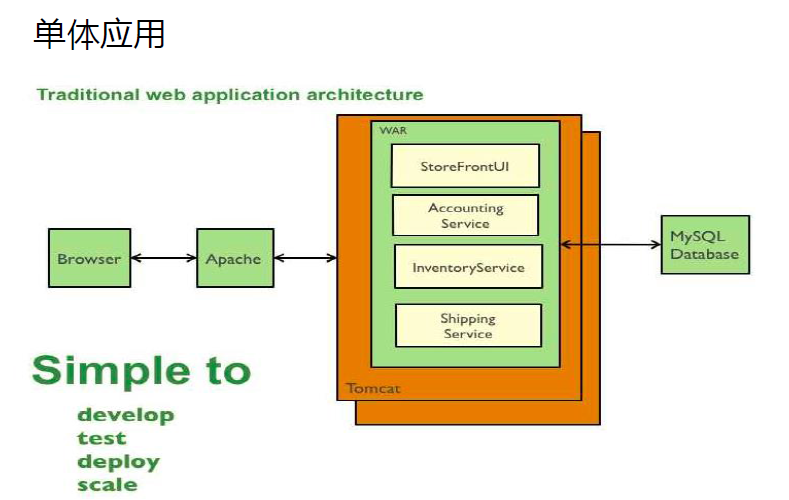 单体应用
Traditional web application architecture
WAR
StoreFrontUI
Accounting
Service
InventoryService
Shipping
Service
Tomcat
Browser
Apache
MySQL
Database
Simple to
develop
test
deploy
scale